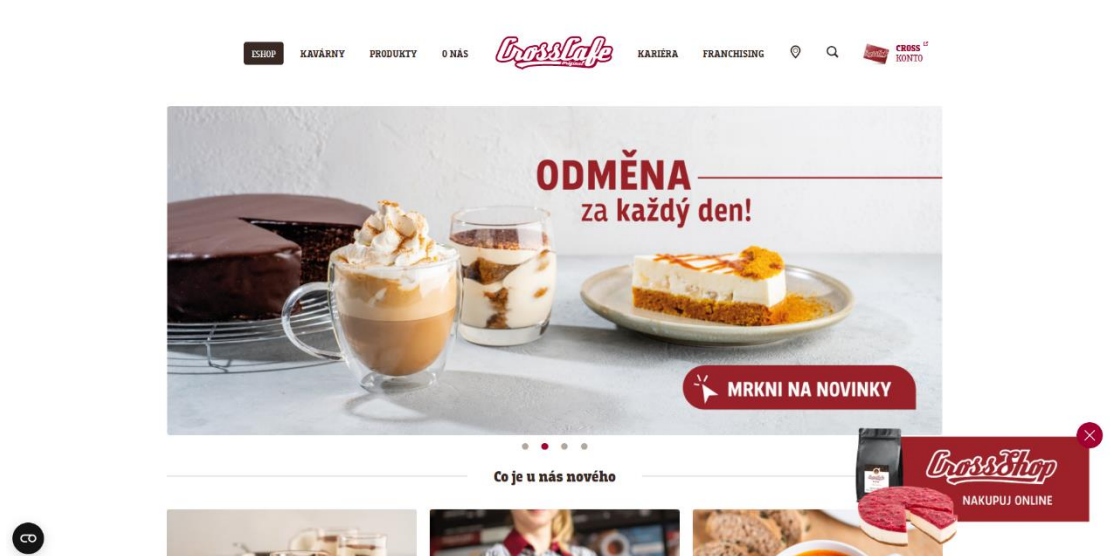 ESHOP KAVÁRNY PRODUKTY O NÁS CrossCafe original KARIÉRA FRANCHISING CROSS KONTO
ODMĚNA
za každý den!
MRKNI NA NOVINKY
Co je u nás nového
CrossShop
NAKUPUJ ONLINE